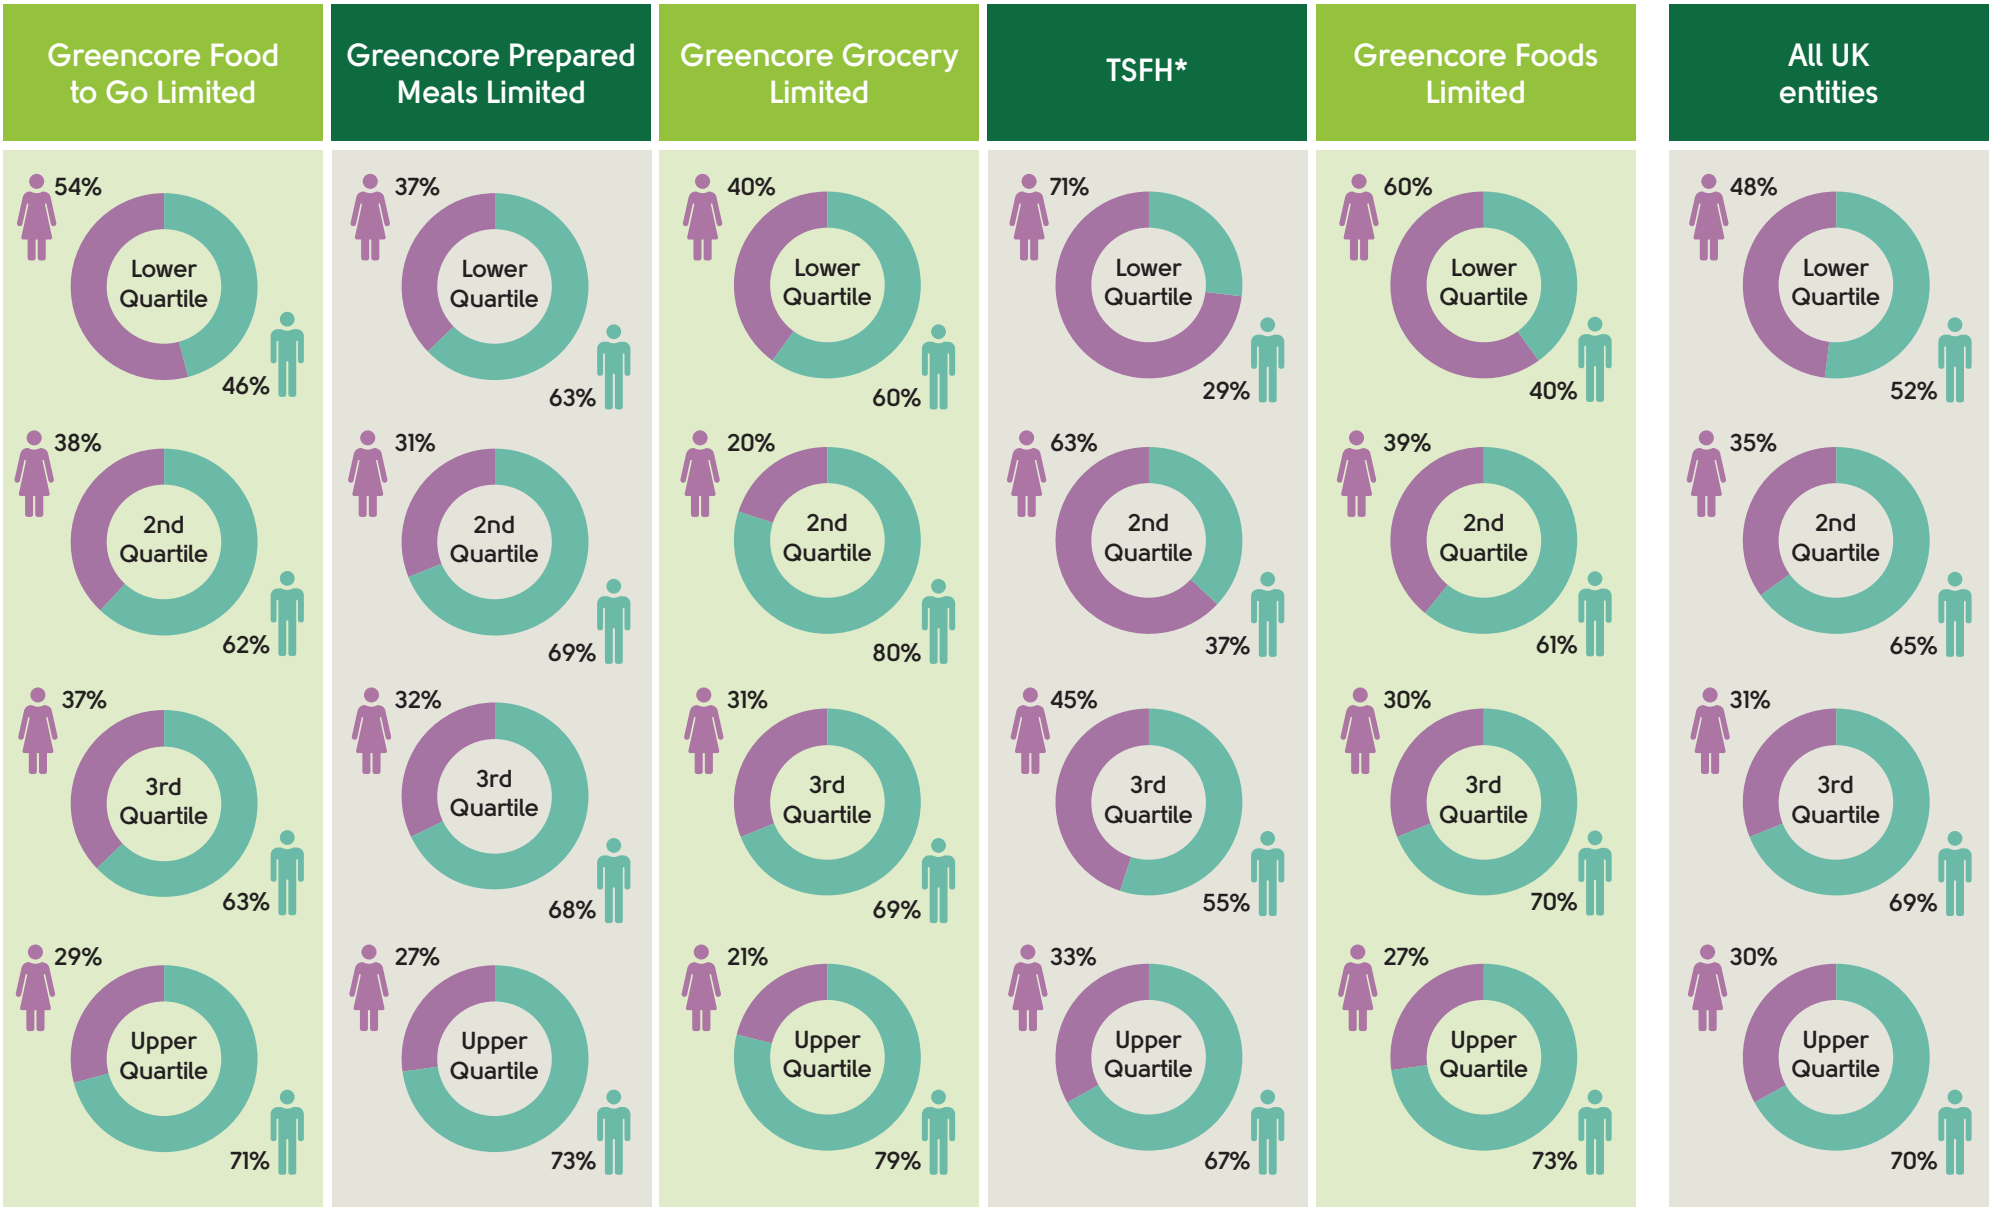 Greencore Food
to Go Limited
Greencore Prepared
Meals Limited
Greencore Grocery
Limited
TSFH*
Greencore Foods
Limited
All UK
entities
54%
Lower
Quartile
46%
37%
Lower
Quartile
63%
40%
Lower
Quartile
60%
71%
Lower
Quartile
29%
60%
Lower
Quartile
40%
48%
Lower
Quartile
52%
38%
2nd
Quartile
62%
31%
2nd
Quartile
69%
20%
2nd
Quartile
80%
63%
2nd
Quartile
37%
39%
2nd
Quartile
61%
35%
2nd
Quartile
65%
37%
3rd
Quartile
63%
32%
3rd
Quartile
68%
31%
3rd
Quartile
69%
45%
3rd
Quartile
55%
30%
3rd
Quartile
70%
31%
3rd
Quartile
69%
29%
Upper
Quartile
71%
27%
Upper
Quartile
73%
21%
Upper
Quartile
79%
33%
Upper
Quartile
67%
27%
Upper
Quartile
73%
30%
Upper
Quartile
70%